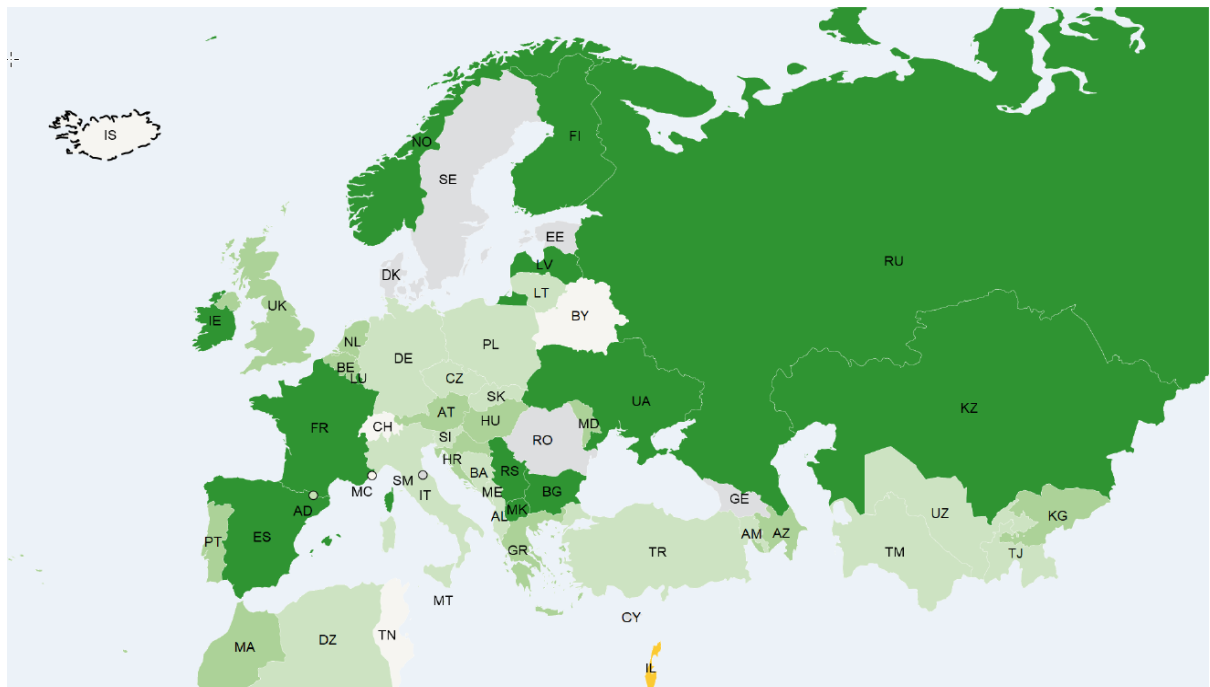 IS
NO
FI
SE
EE
RU
DK
LV
LT
IE
UK
BY
NL
DE
PL
BE
LU
CZ
SK
UA
KZ
AT
FR
CH
HU
MD
SI
RO
HR
RS
BA
MC
SM
IT
ME
BG
GE
AD
MK
AL
UZ
KG
ES
PT
AM
AZ
GR
TR
TM
TJ
MT
CY
MA
DZ
TN
IL